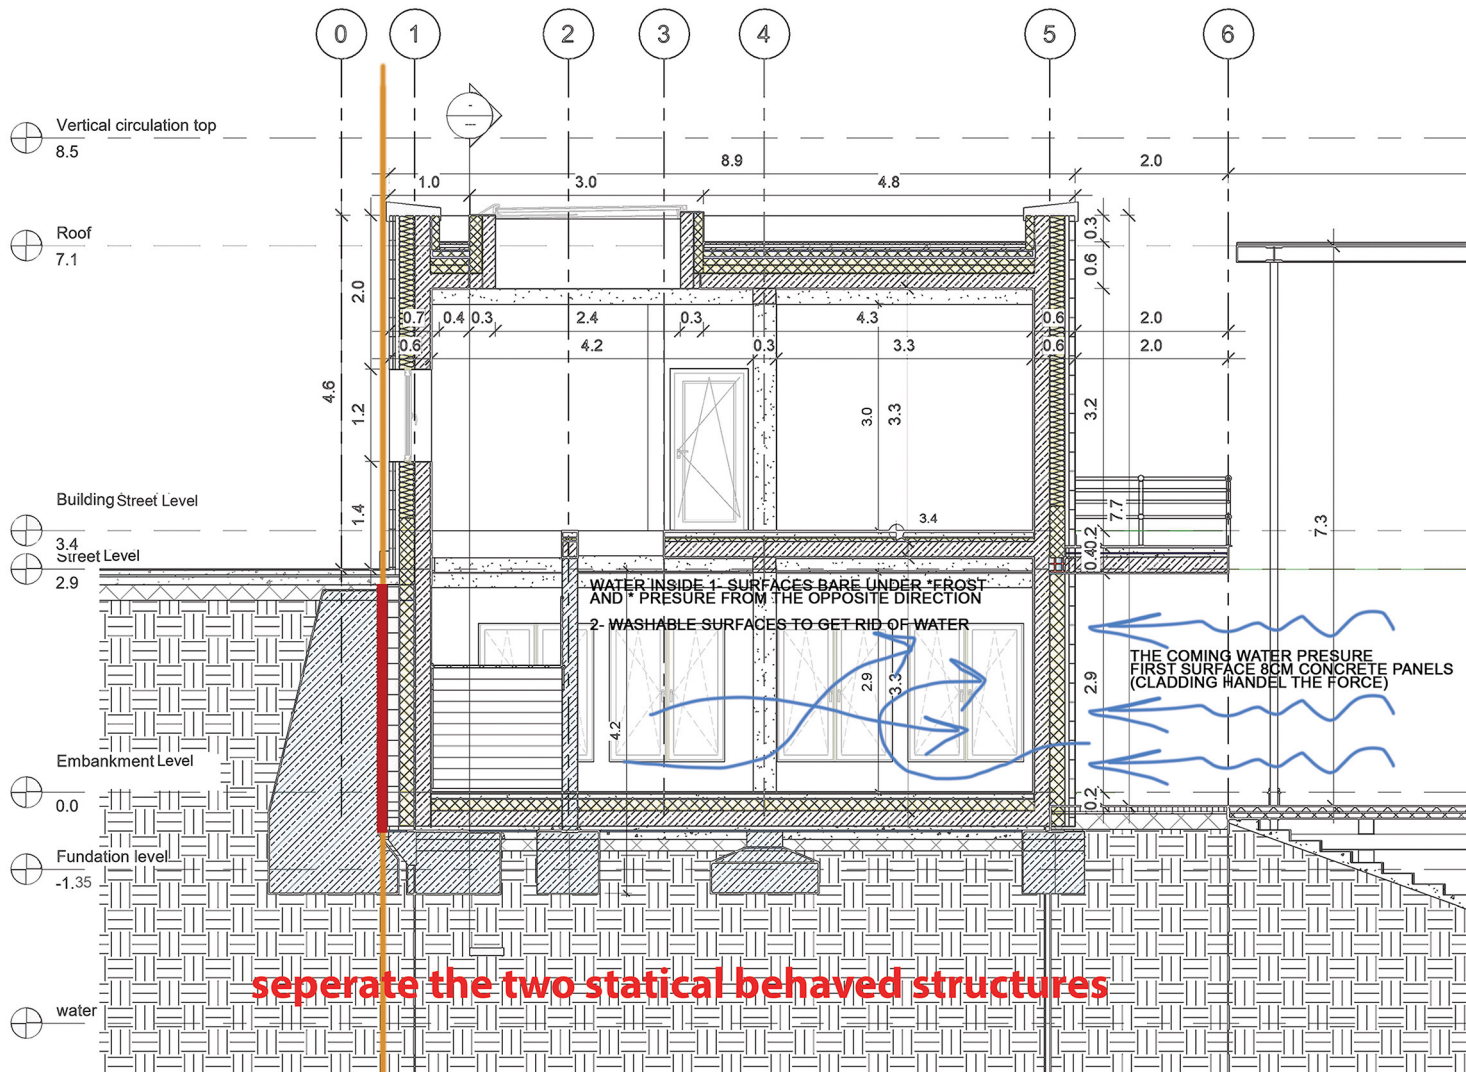 0 1 2 3 4 5 6
Vertical circulation top
8.5
8.9
2.0
1.0
3.0
4.8
Roof
7.1
0.3
0.6
2.0
0.7
0.4
0.3
2.4
0.3
4.3
0.6
2.0
0.6
4.2
0.3
3.3
0.6
2.0
4.6
1.2
3.0
3.3
3.2
1.4
Building Street Level
3.4
7.7
3.4
7.3
0.2
0.4
Street Level
2.9
WATER INSIDE 1- SURFACES BARE UNDER *FROST
AND * PRESURE FROM THE OPPOSITE DIRECTION
2- WASHABLE SURFACES TO GET RID OF WATER
THE COMING WATER PRESURE
FIRST SURFACE 8CM CONCRETE PANELS
(CLADDING HANDEL THE FORCE)
2.9
3.3
2.9
4.2
Embankment Level
0.0
0.2
Fundation level
-1.35
seperate the two statical behaved structures
water